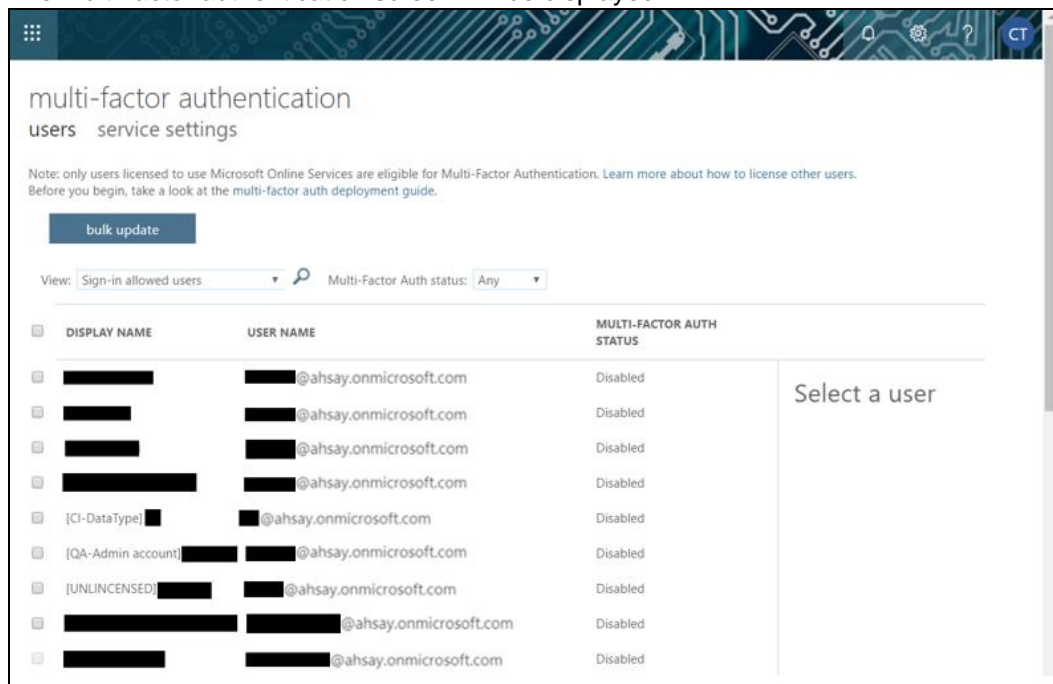 CT
multi-factor authentication
users service settings
Note: only users licensed to use Microsoft Online Services are eligible for Multi-Factor Authentication. Learn more about how to license other users.
Before you begin, take a look at the multi-factor auth deployment guide.
bulk update
View: Sign-in allowed users Multi-Factor Auth status: Any
DISPLAY NAME USER NAME MULTI-FACTOR AUTH
STATUS
@ahsay.onmicrosoft.com Disabled
Select a user
@ahsay.onmicrosoft.com Disabled
@ahsay.onmicrosoft.com Disabled
@ahsay.onmicrosoft.com Disabled
[CI-DataType] @ahsay.onmicrosoft.com Disabled
[QA-Admin account] @ahsay.onmicrosoft.com Disabled
[UNLINCENSED] @ahsay.onmicrosoft.com Disabled
@ahsay.onmicrosoft.com Disabled
@ahsay.onmicrosoft.com Disabled